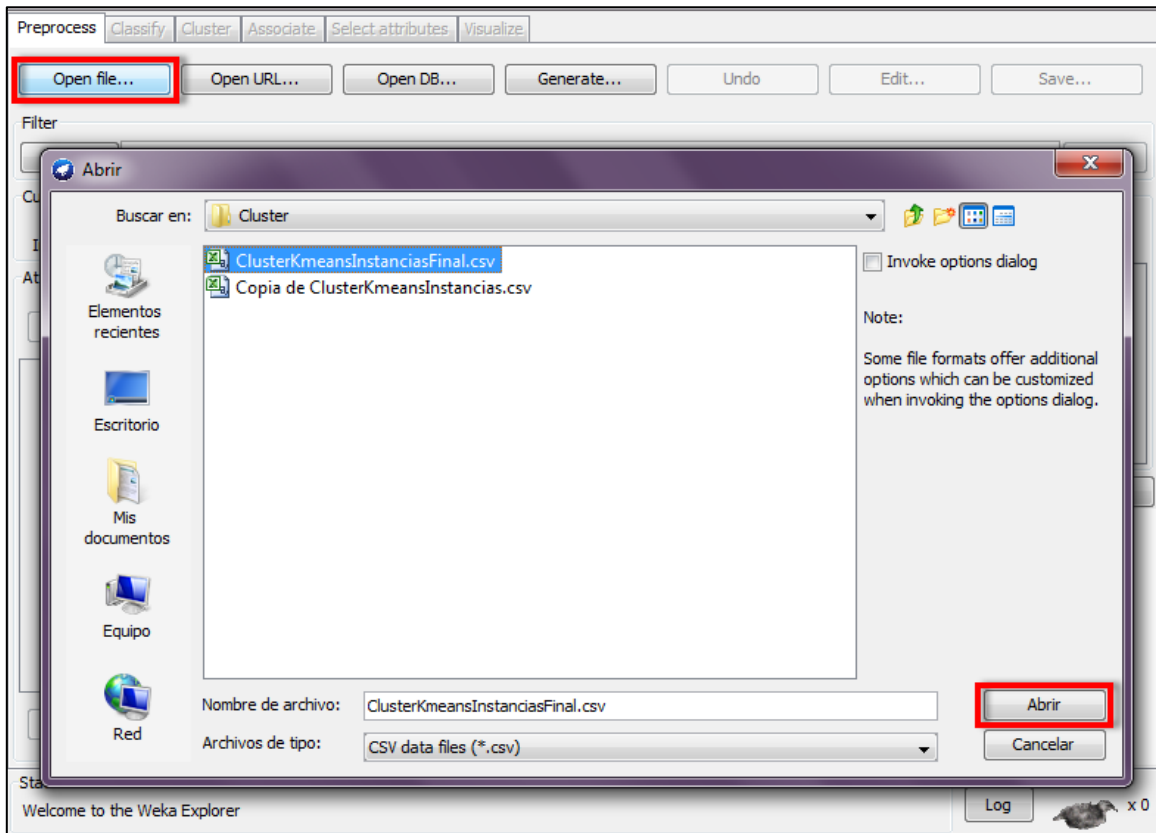 Preprocess Classify Cluster Associate Select attributes Visualize
Open file... Open URL... Open DB... Generate... Undo Edit... Save...
Filter
Abrir
Cu
Buscar en: Cluster
I
At
ClusterKmeansInstanciasFinal.csv
Copia de ClusterKmeansInstancias.csv
Invoke options dialog
Note:
Some file formats offer additional
options which can be customized
when invoking the options dialog.
Elementos
recientes
Escritorio
Mis
documentos
Equipo
Red
Nombre de archivo: ClusterKmeansInstanciasFinal.csv
Abrir
Archivos de tipo: CSV data files (*.csv)
Cancelar
Sta
Welcome to the Weka Explorer
Log
x 0